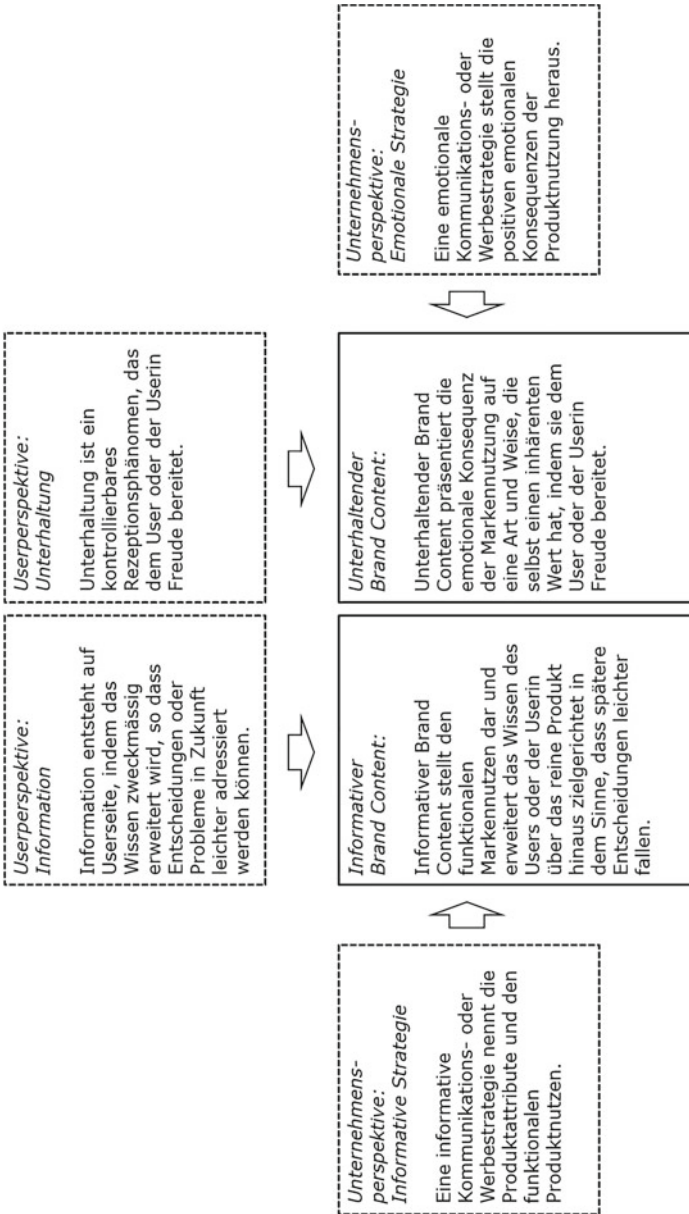 Userperspektive:
Information
Information entsteht auf
Userseite, indem das
Wissen zweckmässig
erweitert wird, so dass
Entscheidungen oder
Probleme in Zukunft
leichter adressiert
werden können.
Userperspektive:
Unterhaltung
Unterhaltung ist ein
kontrollierbares
Rezeptionsphänomen, das
dem User oder der Userin
Freude bereitet.
Unternehmens-
perspektive:
Informative Strategie
Eine informative
Kommunikations- oder
Werbestrategie nennt die
Produktattribute und den
funktionalen
Produktnutzen.
Informativer
Brand Content:
Informativer Brand
Content stellt den
funktionalen
Markennutzen dar und
erweitert das Wissen des
Users oder der Userin
über das reine Produkt
hinaus zielgerichtet in
dem Sinne, dass spätere
Entscheidungen leichter
fallen.
Unterhaltender
Brand Content:
Unterhaltender Brand
Content präsentiert die
emotionale Konsequenz
der Markennutzung auf
eine Art und Weise, die
selbst einen inhärenten
Wert hat, indem sie dem
User oder der Userin
Freude bereitet.
Unternehmens-
perspektive:
Emotionale Strategie
Eine emotionale
Kommunikations- oder
Werbestrategie stellt die
positiven emotionalen
Konsequenzen der
Produktnutzung heraus.